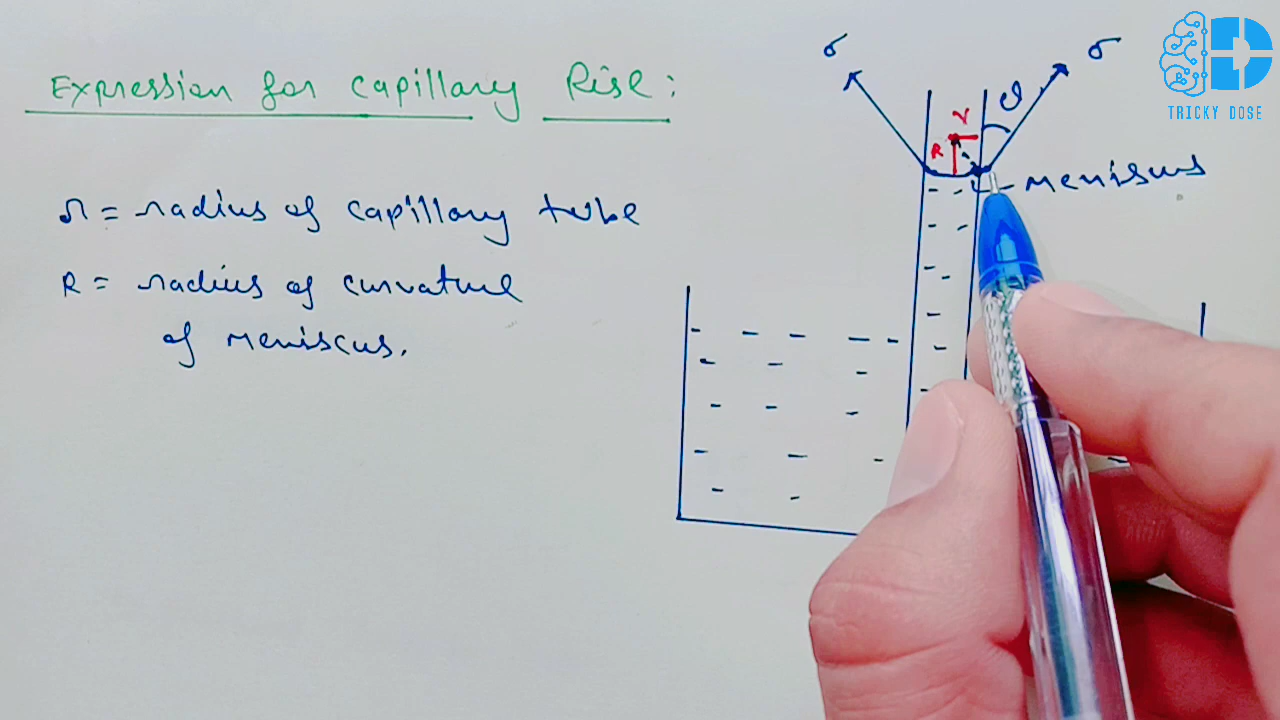 Expression for Capillary Rise:
r = radius of capillary tube
R = radius of curvature
of Meniscus.
σ
σ
θ
r
R
Meniscus
TRICKY DOSE